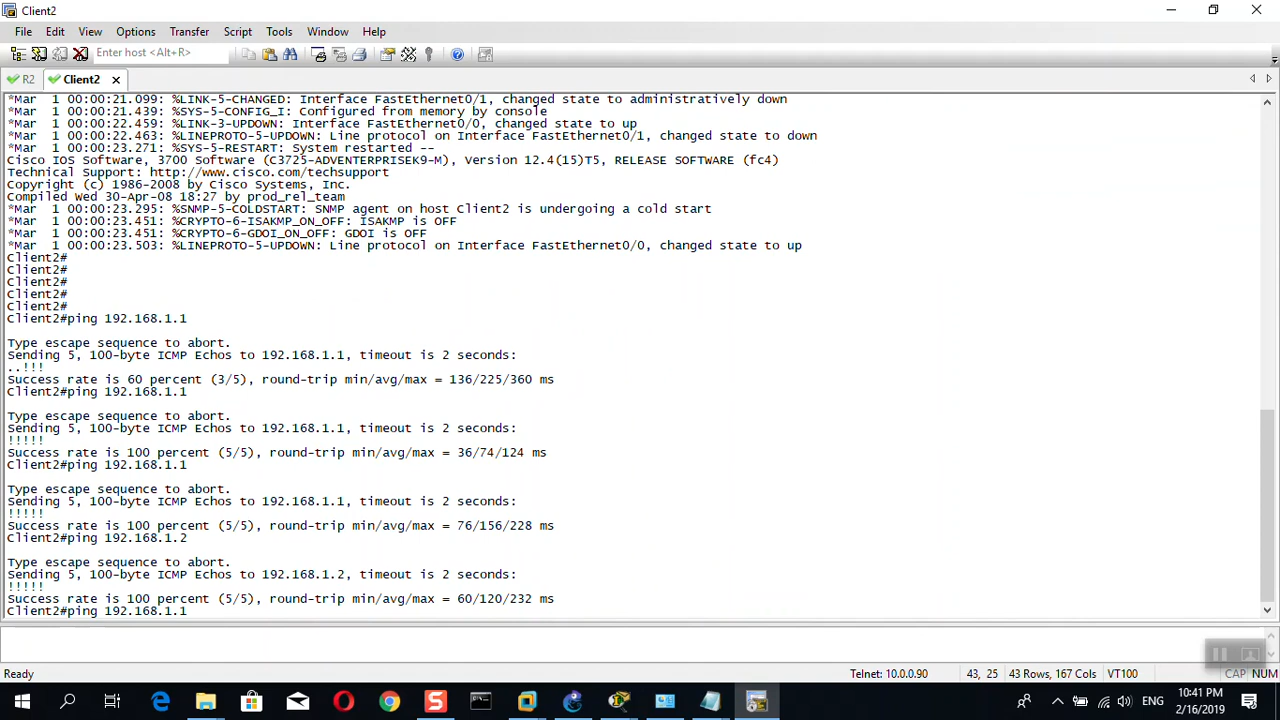 Client2
File Edit View Options Transfer Script Tools Window Help
Enter host <Alt+R>
R2 Client2
*Mar  1 00:00:21.099: %LINK-5-CHANGED: Interface FastEthernet0/1, changed state to administratively down
*Mar  1 00:00:21.439: %SYS-5-CONFIG_I: Configured from memory by console
*Mar  1 00:00:22.459: %LINK-3-UPDOWN: Interface FastEthernet0/0, changed state to up
*Mar  1 00:00:22.463: %LINEPROTO-5-UPDOWN: Line protocol on Interface FastEthernet0/1, changed state to down
*Mar  1 00:00:23.271: %SYS-5-RESTART: System restarted --
Cisco IOS Software, 3700 Software (C3725-ADVENTERPRISEK9-M), Version 12.4(15)T5, RELEASE SOFTWARE (fc4)
Technical Support: http://www.cisco.com/techsupport
Copyright (c) 1986-2008 by Cisco Systems, Inc.
Compiled Wed 30-Apr-08 18:27 by prod_rel_team
*Mar  1 00:00:23.295: %SNMP-5-COLDSTART: SNMP agent on host Client2 is undergoing a cold start
*Mar  1 00:00:23.451: %CRYPTO-6-ISAKMP_ON_OFF: ISAKMP is OFF
*Mar  1 00:00:23.451: %CRYPTO-6-GDOI_ON_OFF: GDOI is OFF
*Mar  1 00:00:23.503: %LINEPROTO-5-UPDOWN: Line protocol on Interface FastEthernet0/0, changed state to up
Client2#
Client2#
Client2#
Client2#
Client2#
Client2#ping 192.168.1.1
Type escape sequence to abort.
Sending 5, 100-byte ICMP Echos to 192.168.1.1, timeout is 2 seconds:
..!!!
Success rate is 60 percent (3/5), round-trip min/avg/max = 136/225/360 ms
Client2#ping 192.168.1.1
Type escape sequence to abort.
Sending 5, 100-byte ICMP Echos to 192.168.1.1, timeout is 2 seconds:
!!!!!
Success rate is 100 percent (5/5), round-trip min/avg/max = 36/74/124 ms
Client2#ping 192.168.1.1
Type escape sequence to abort.
Sending 5, 100-byte ICMP Echos to 192.168.1.1, timeout is 2 seconds:
!!!!!
Success rate is 100 percent (5/5), round-trip min/avg/max = 76/156/228 ms
Client2#ping 192.168.1.2
Type escape sequence to abort.
Sending 5, 100-byte ICMP Echos to 192.168.1.2, timeout is 2 seconds:
!!!!!
Success rate is 100 percent (5/5), round-trip min/avg/max = 60/120/232 ms
Client2#ping 192.168.1.1
Ready Telnet: 10.0.0.90 43, 25 43 Rows, 167 Cols VT100 CAP NUM
ENG 10:41 PM
2/16/2019